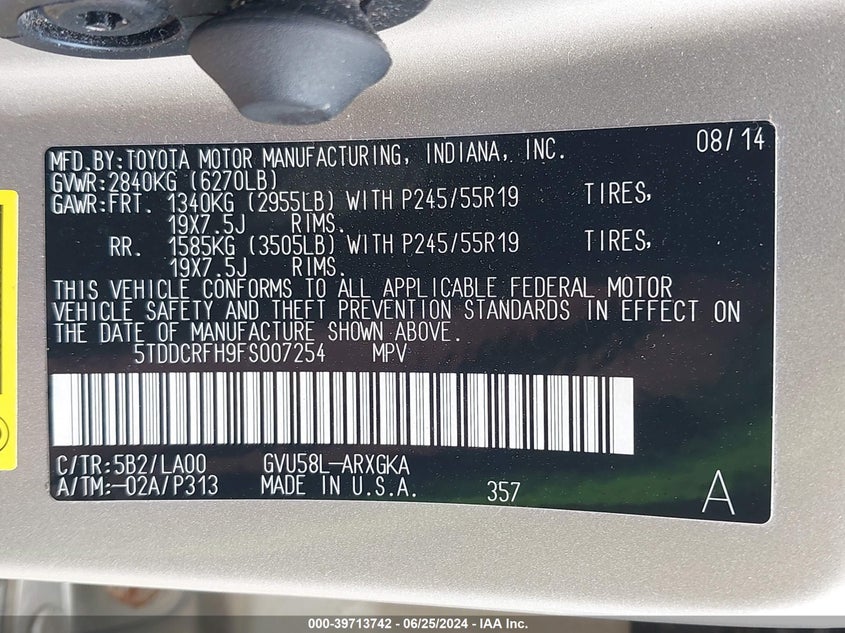 MFD.BY:TOYOTA MOTOR MANUFACTURING, INDIANA, INC. 08/14
GVWR:2840KG (6270LB)
GAWR:FRT. 1340KG (2955LB) WITH P245/55R19 TIRES,
19X7.5J RIMS.
RR. 1585KG (3505LB) WITH P245/55R19 TIRES,
19X7.5J RIMS.
THIS VEHICLE CONFORMS TO ALL APPLICABLE FEDERAL MOTOR
VEHICLE SAFETY AND THEFT PREVENTION STANDARDS IN EFFECT ON
THE DATE OF MANUFACTURE SHOWN ABOVE.
5TDDCRFH9FS007254 MPV
C/TR:5B2/LA00 GVU58L-ARXGKA
A/TM:-02A/P313 MADE IN U.S.A. 357 A
000-39713742 / 06/25/2024 - IAA Inc.